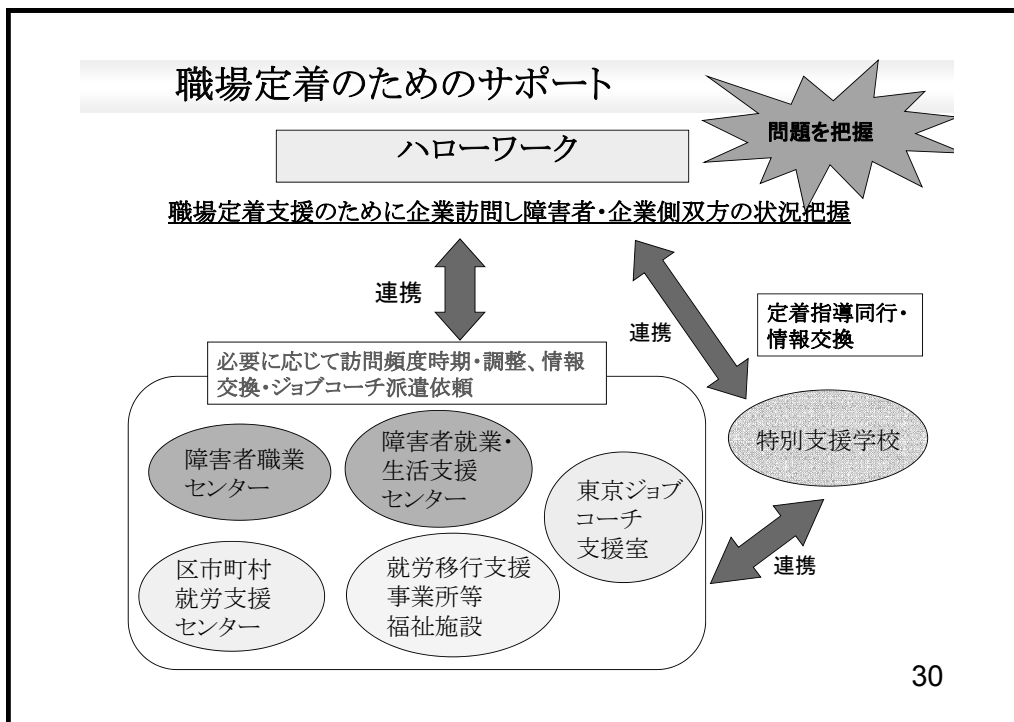 職場定着のためのサポート
問題を把握
ハローワーク
職場定着支援のために企業訪問し障害者・企業側双方の状況把握
連携
連携
定着指導同行・
情報交換
必要に応じて訪問頻度時期・調整、情報
交換・ジョブコーチ派遣依頼
特別支援学校
障害者職業
センター
障害者就業・
生活支援
センター
東京ジョブ
コーチ
支援室
連携
区市町村
就労支援
センター
就労移行支援
事業所等
福祉施設
30